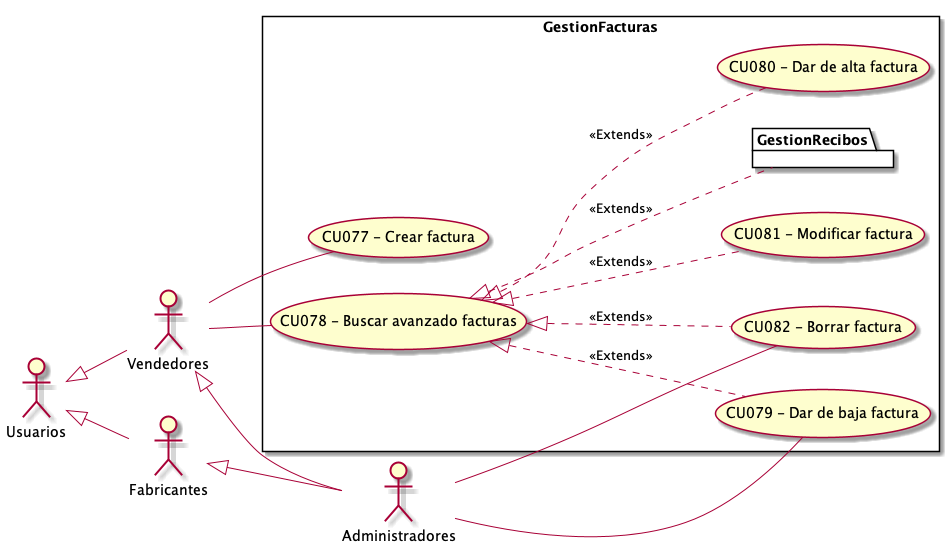 GestionFacturas
CU080 - Dar de alta factura
«Extends»
GestionRecibos
«Extends»
CU077 - Crear factura
CU081 - Modificar factura
«Extends»
CU078 - Buscar avanzado facturas
«Extends»
CU082 - Borrar factura
«Extends»
Vendedores
CU079 - Dar de baja factura
Usuarios
Fabricantes
Administradores